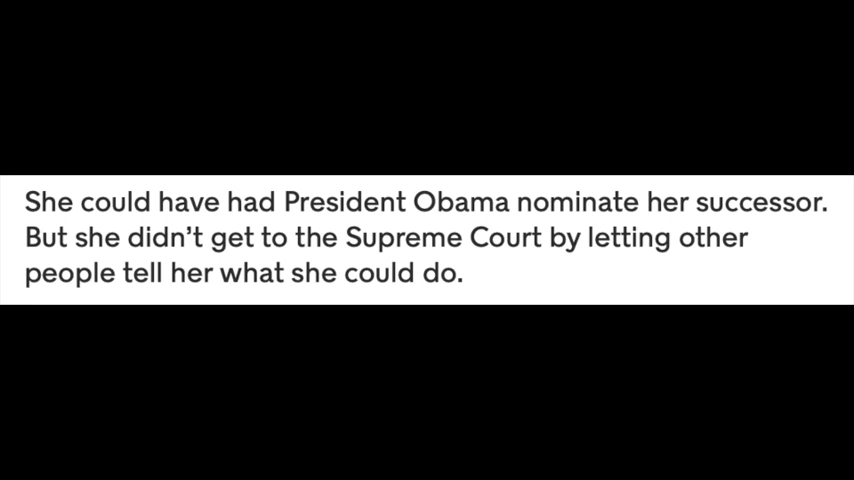 She could have had President Obama nominate her successor.
But she didn’t get to the Supreme Court by letting other
people tell her what she could do.